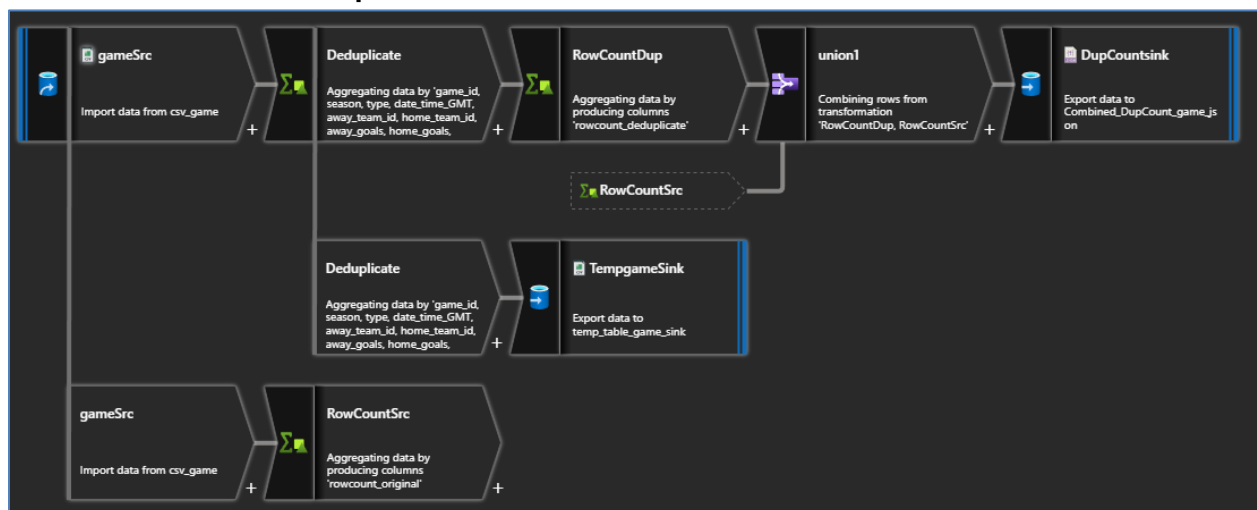 gameSrc
Import data from csv_game
+
Deduplicate
Aggregating data by 'game_id,
season, type, date_time_GMT,
away_team_id, home_team_id,
away_goals, home_goals,
+
RowCountDup
Aggregating data by
producing columns
'rowcount_deduplicate'
+
union1
Combining rows from
transformation
'RowCountDup, RowCountSrc'
+
DupCountsink
Export data to
Combined_DupCount_game_js
on
RowCountSrc
Deduplicate
Aggregating data by 'game_id,
season, type, date_time_GMT,
away_team_id, home_team_id,
away_goals, home_goals,
+
TempgameSink
Export data to
temp_table_game_sink
gameSrc
Import data from csv_game
+
RowCountSrc
Aggregating data by
producing columns
'rowcount_original'
+